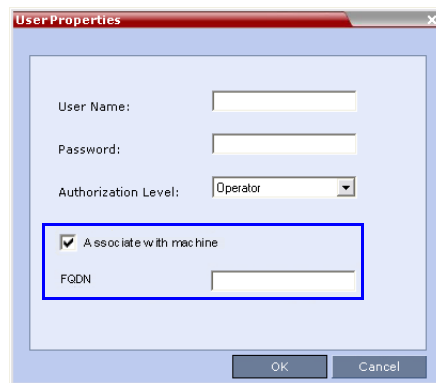 User Properties
User Name:
Password:
Authorization Level: Operator
Associate with machine
FQDN
OK Cancel